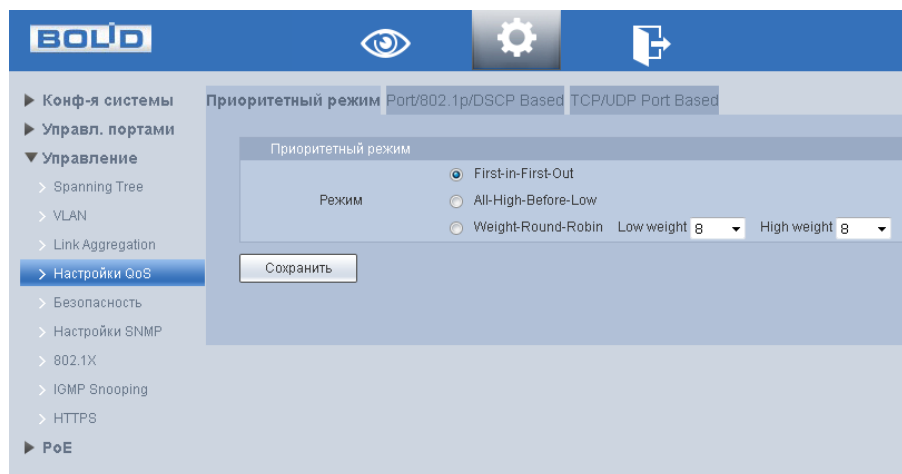 BOLID
Конф-я системы
Управл. портами
Управление
Spanning Tree
VLAN
Link Aggregation
Настройки QoS
Безопасность
Настройки SNMP
802.1X
IGMP Snooping
HTTPS
PoE
Приоритетный режим Port/802.1p/DSCP Based TCP/UDP Port Based
Приоритетный режим
Режим
First-in-First-Out
All-High-Before-Low
Weight-Round-Robin Low weight 8 High weight 8
Сохранить